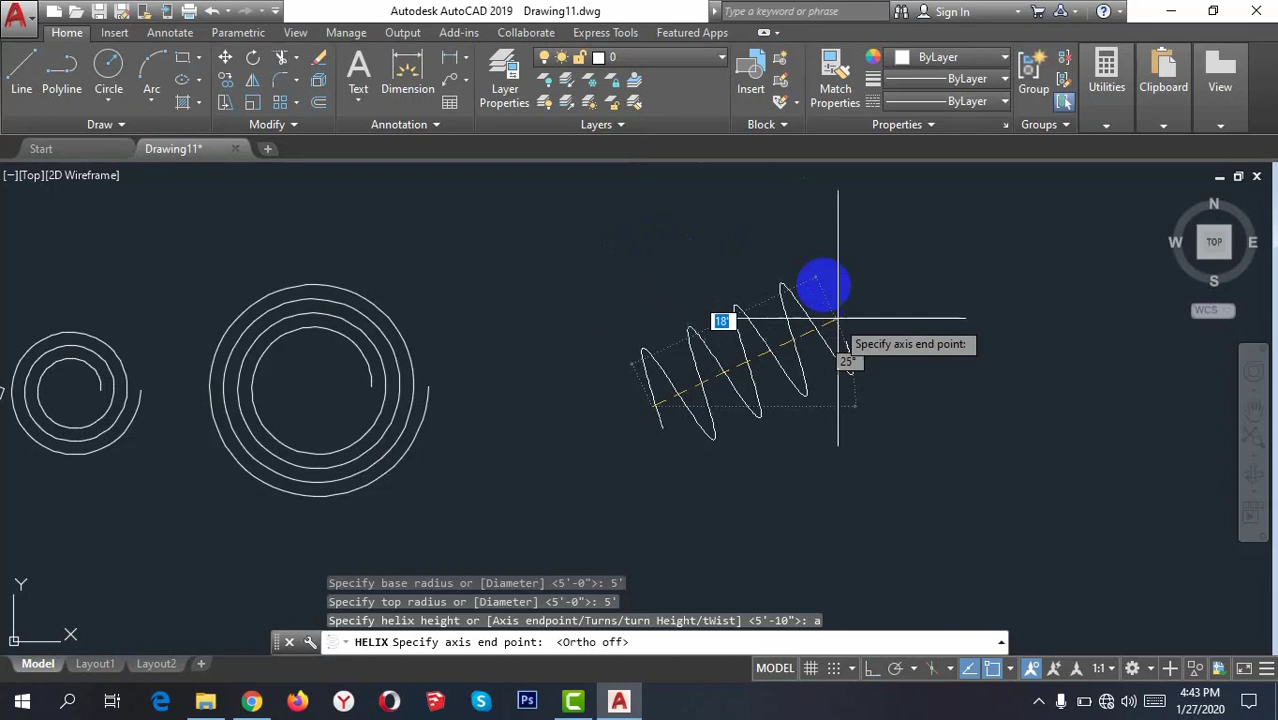 Autodesk AutoCAD 2019 Drawing11.dwg
Type a keyword or phrase
Sign In
Home Insert Annotate Parametric View Manage Output Add-ins Collaborate Express Tools Featured Apps
0
ByLayer
ByLayer
ByLayer
Line Polyline Circle Arc
Text Dimension
Layer Properties
Insert
Match Properties
Group
Utilities Clipboard View
Draw Modify Annotation Layers Block Properties Groups
Start Drawing11*
[−][Top][2D Wireframe]
N
W TOP E
S
WCS
18'
Specify axis end point:
25°
Y
X
Specify base radius or [Diameter] <5'-0">: 5'
Specify top radius or [Diameter] <5'-0">: 5'
Specify helix height or [Axis endpoint/Turns/turn Height/tWist] <5'-10">: a
HELIX Specify axis end point: <Ortho off>
Model Layout1 Layout2 +
MODEL 1:1
Ps
4:43 PM
1/27/2020